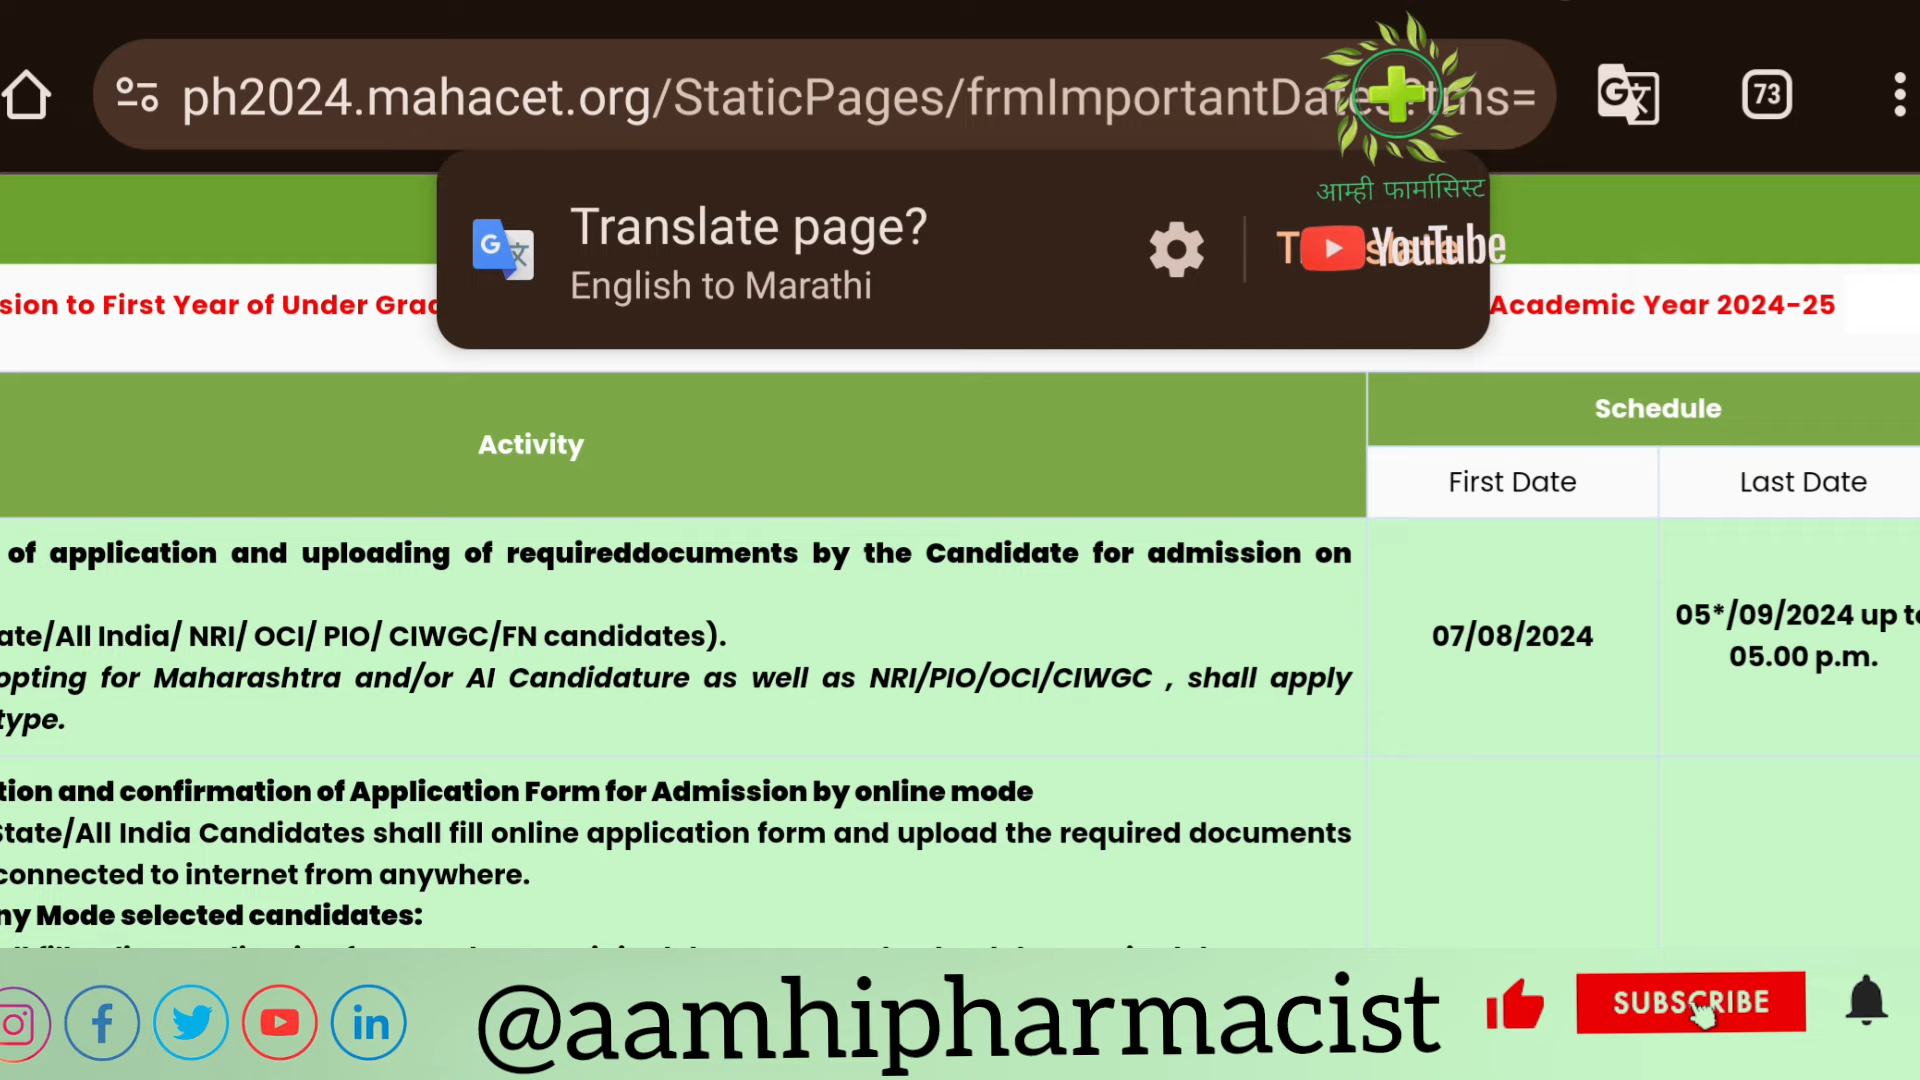 ph2024.mahacet.org/StaticPages/frmImportantDates?tms=
73
आम्ही फार्मासिस्ट
Translate page?
English to Marathi
YouTube
sion to First Year of Under Grad
Academic Year 2024-25
Activity
Schedule
First Date
Last Date
of application and uploading of requireddocuments by the Candidate for admission on
ate/All India/ NRI/ OCI/ PIO/ CIWGC/FN candidates).
opting for Maharashtra and/or AI Candidature as well as NRI/PIO/OCI/CIWGC , shall apply
type.
07/08/2024
05*/09/2024 up to
05.00 p.m.
tion and confirmation of Application Form for Admission by online mode
State/All India Candidates shall fill online application form and upload the required documents
connected to internet from anywhere.
ny Mode selected candidates:
@aamhipharmacist
SUBSCRIBE